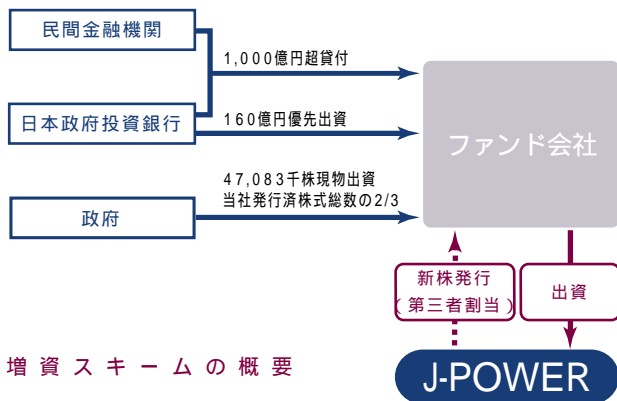 民間金融機関
1,000億円超貸付
日本政府投資銀行
160億円優先出資
ファンド会社
47,083千株現物出資
当社発行済株式総数の2/3
政府
新株発行
（第三者割当）
出資
増資スキームの概要
J-POWER